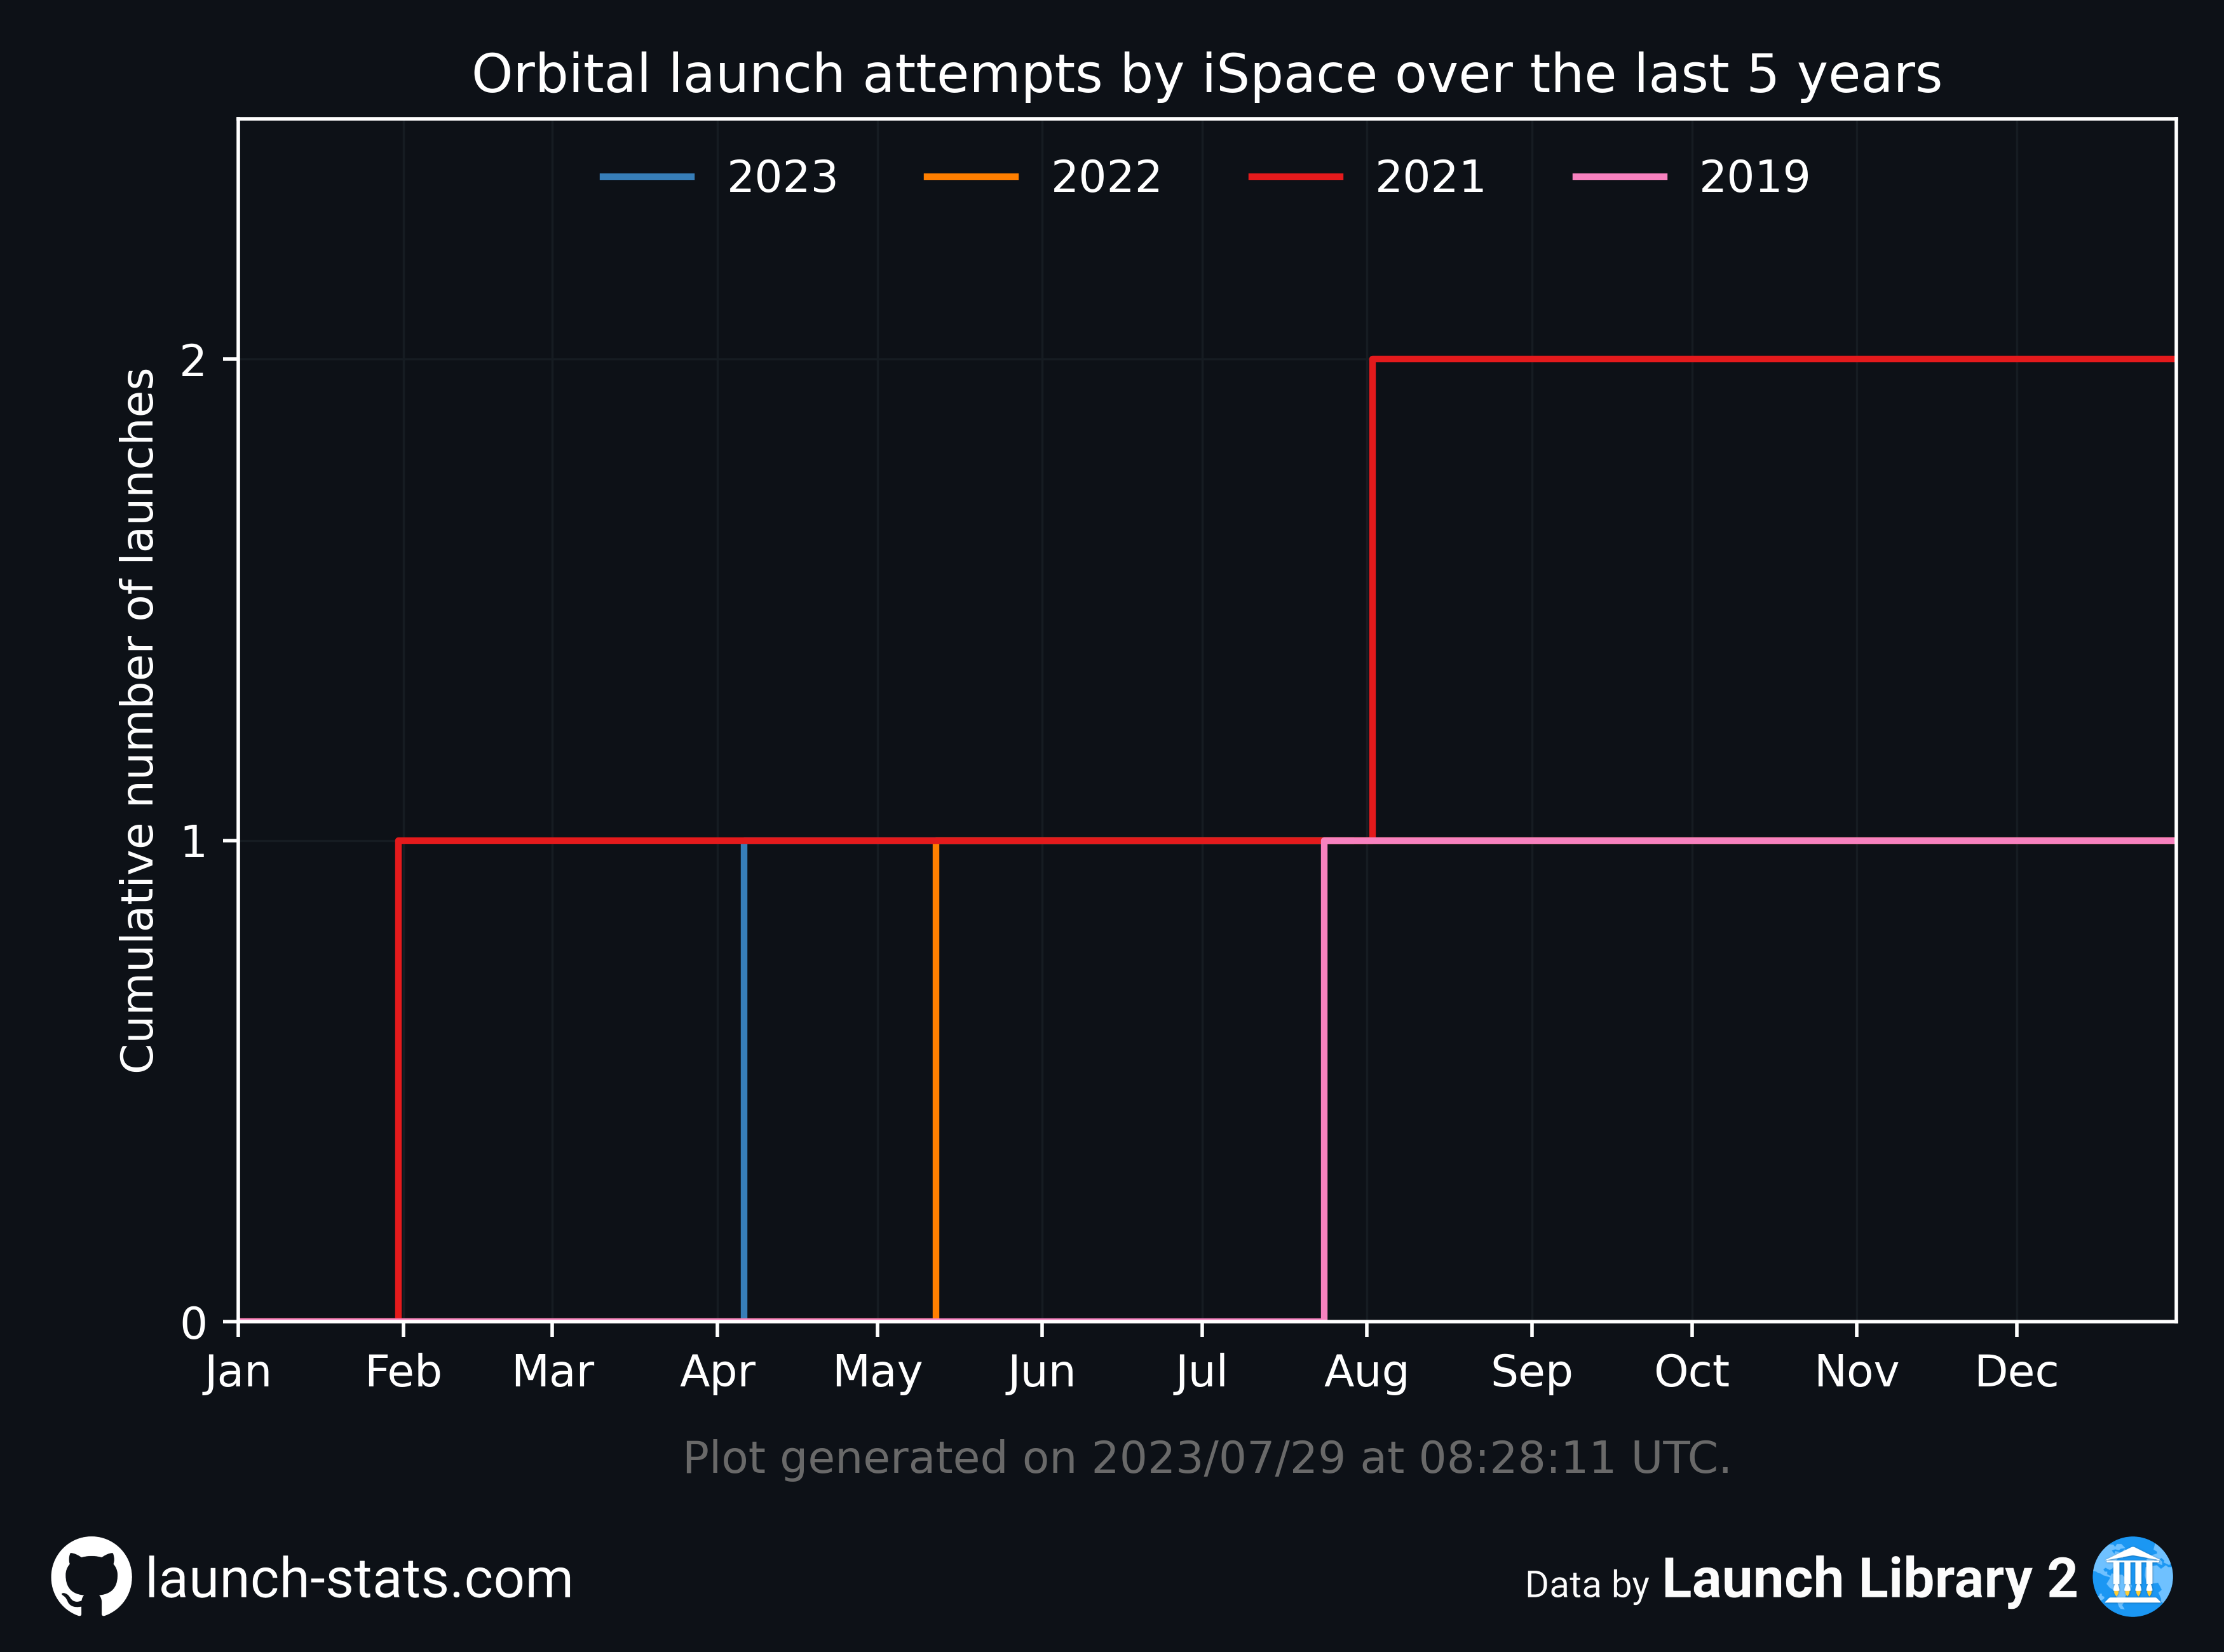 Orbital launch attempts by iSpace over the last 5 years
2023 2022 2021 2019
Cumulative number of launches
2
1
0
Jan Feb Mar Apr May Jun Jul Aug Sep Oct Nov Dec
Plot generated on 2023/07/29 at 08:28:11 UTC.
launch-stats.com
Data by Launch Library 2